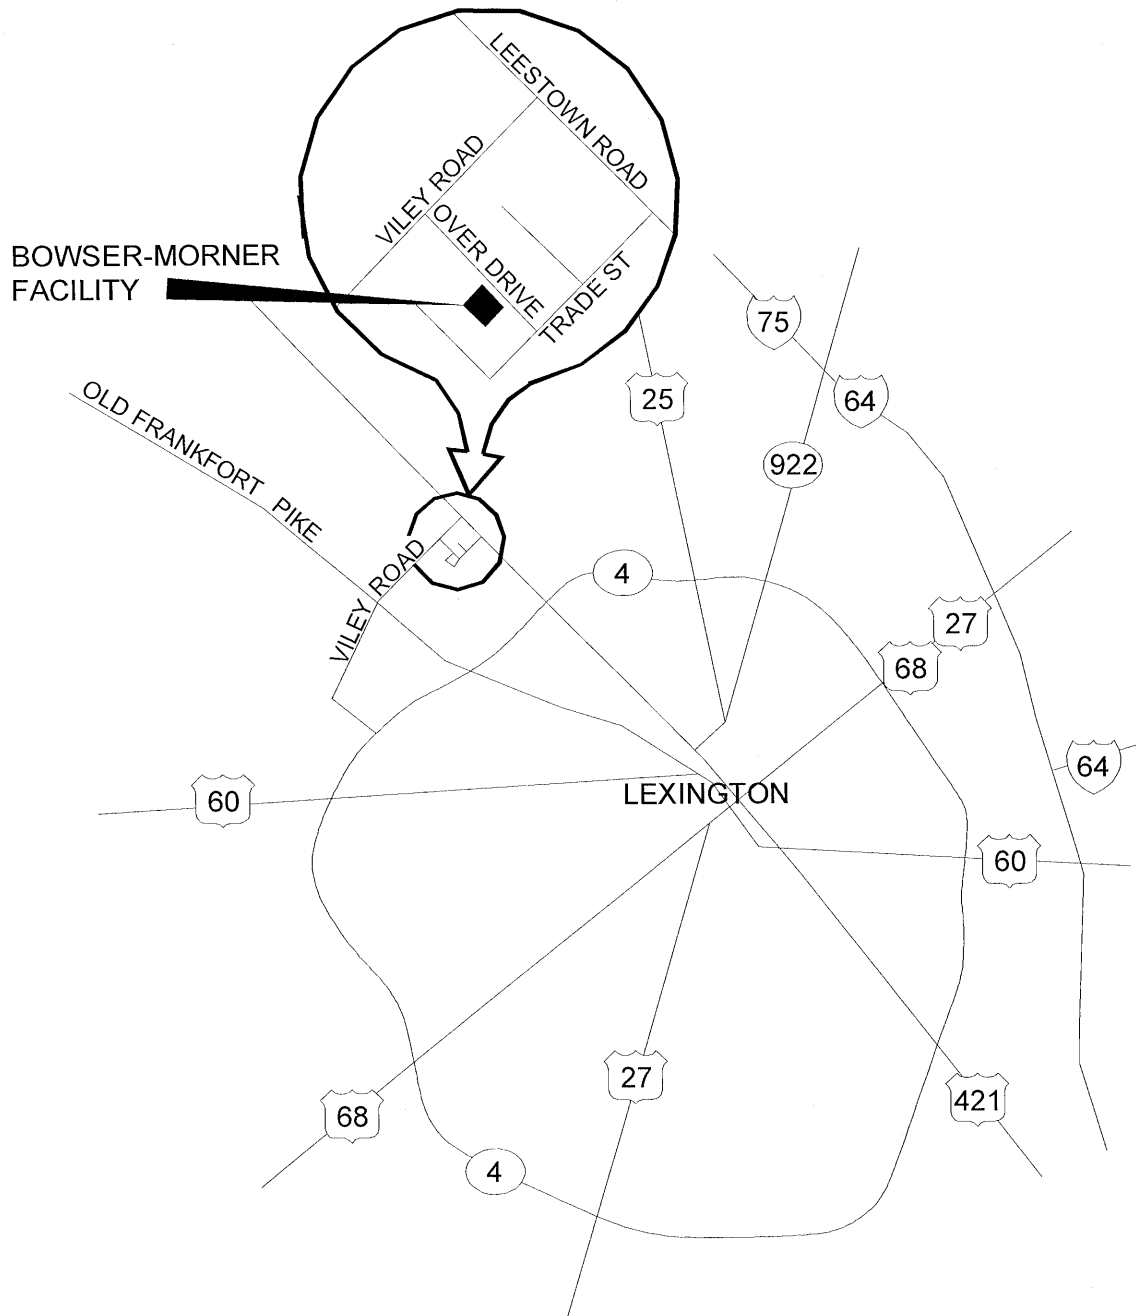 LEESTOWN ROAD
VILEY ROAD
OVER DRIVE
TRADE ST
BOWSER-MORNER
FACILITY
75
64
25
922
OLD FRANKFORT PIKE
VILEY ROAD
4
27
68
64
60
LEXINGTON
60
27
421
68
4